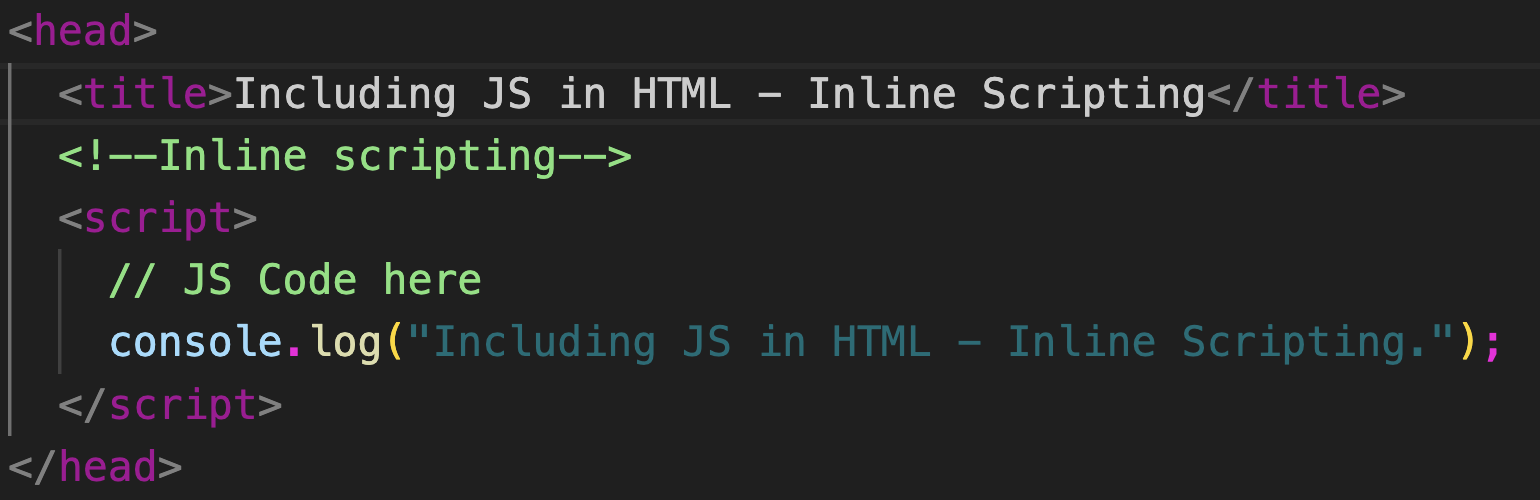 <head>
<title>Including JS in HTML - Inline Scripting</title>
<!--Inline scripting-->
<script>
// JS Code here
console.log("Including JS in HTML - Inline Scripting.");
</script>
</head>